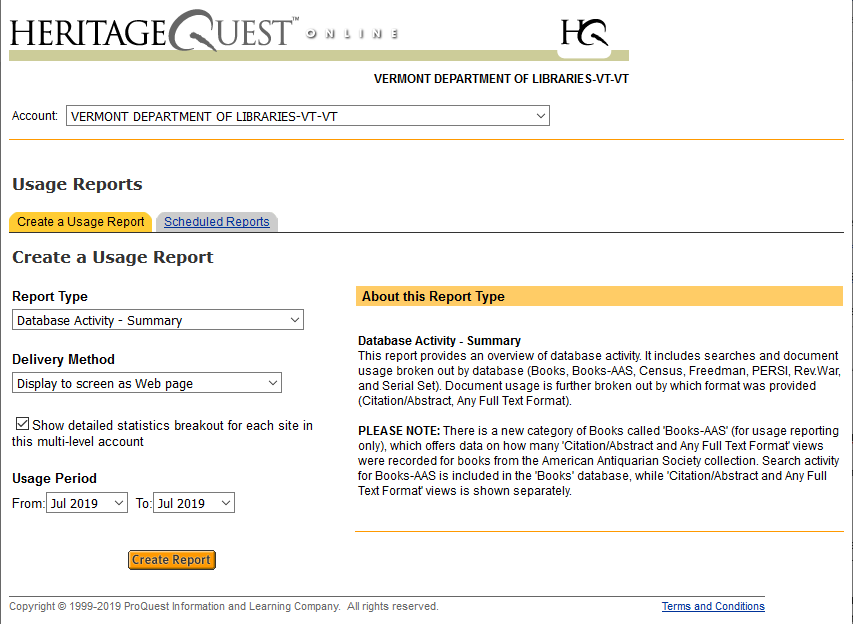 HERITAGEQUEST™ ONLINE
HQ
VERMONT DEPARTMENT OF LIBRARIES-VT-VT
Account: VERMONT DEPARTMENT OF LIBRARIES-VT-VT
Usage Reports
Create a Usage Report Scheduled Reports
Create a Usage Report
Report Type
Database Activity - Summary
Delivery Method
Display to screen as Web page
Show detailed statistics breakout for each site in
this multi-level account
Usage Period
From: Jul 2019 To: Jul 2019
Create Report
About this Report Type
Database Activity - Summary
This report provides an overview of database activity. It includes searches and document
usage broken out by database (Books, Books-AAS, Census, Freedman, PERSI, Rev.War,
and Serial Set). Document usage is further broken out by which format was provided
(Citation/Abstract, Any Full Text Format).
PLEASE NOTE: There is a new category of Books called 'Books-AAS' (for usage reporting
only), which offers data on how many 'Citation/Abstract and Any Full Text Format' views
were recorded for books from the American Antiquarian Society collection. Search activity
for Books-AAS is included in the 'Books' database, while 'Citation/Abstract and Any Full
Text Format' views is shown separately.
Copyright © 1999-2019 ProQuest Information and Learning Company. All rights reserved.
Terms and Conditions